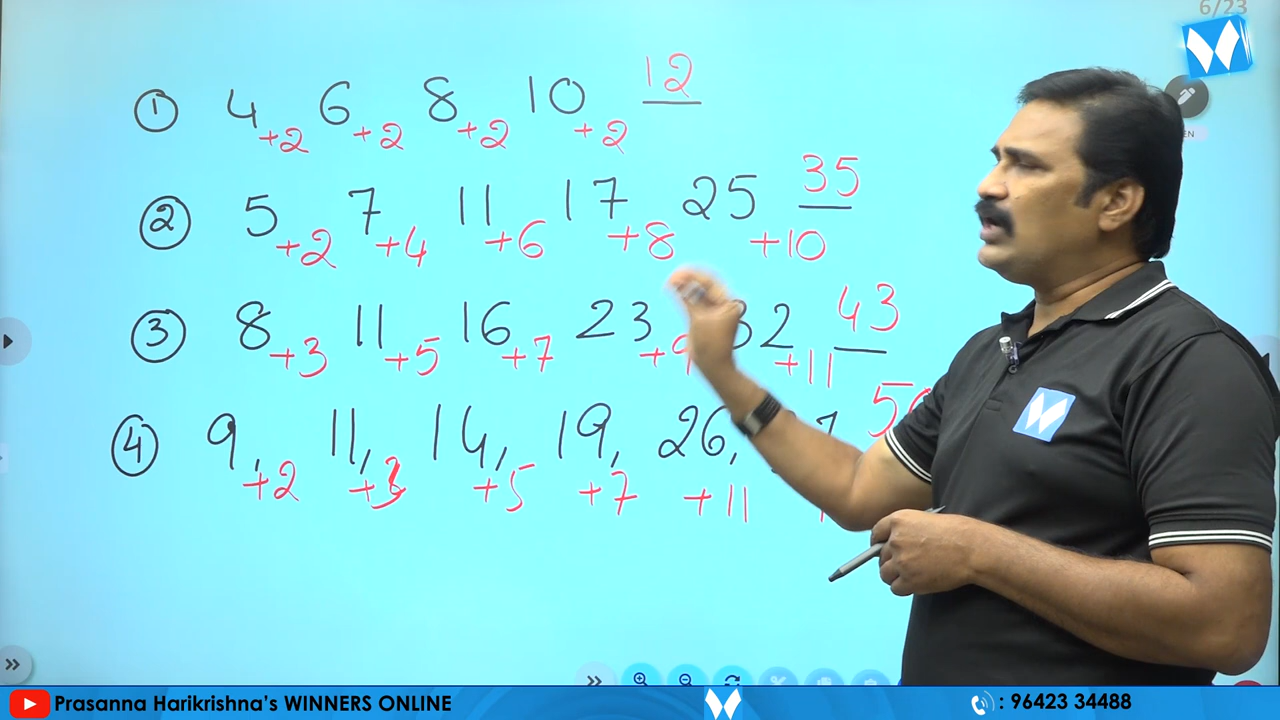 6/23
① 4 6 8 10 12
+2 +2 +2 +2
② 5 7 11 17 25 35
+2 +4 +6 +8 +10
③ 8 11 16 23 32 43
+3 +5 +7 +9 +11
④ 9, 11, 14, 19, 26,
+2 +3 +5 +7 +11
Prasanna Harikrishna's WINNERS ONLINE
: 96423 34488